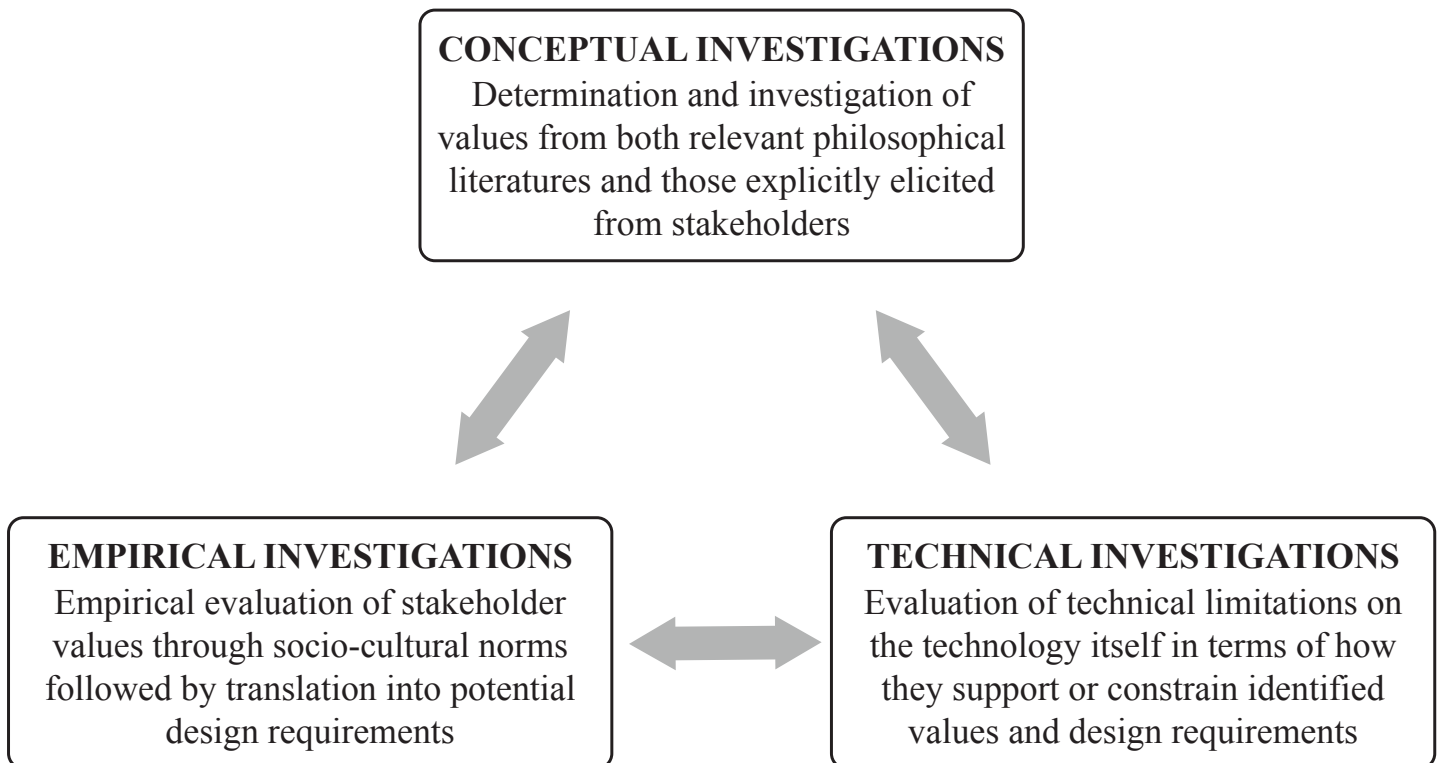 CONCEPTUAL INVESTIGATIONS
Determination and investigation of
values from both relevant philosophical
literatures and those explicitly elicited
from stakeholders
EMPIRICAL INVESTIGATIONS
Empirical evaluation of stakeholder
values through socio-cultural norms
followed by translation into potential
design requirements
TECHNICAL INVESTIGATIONS
Evaluation of technical limitations on
the technology itself in terms of how
they support or constrain identified
values and design requirements